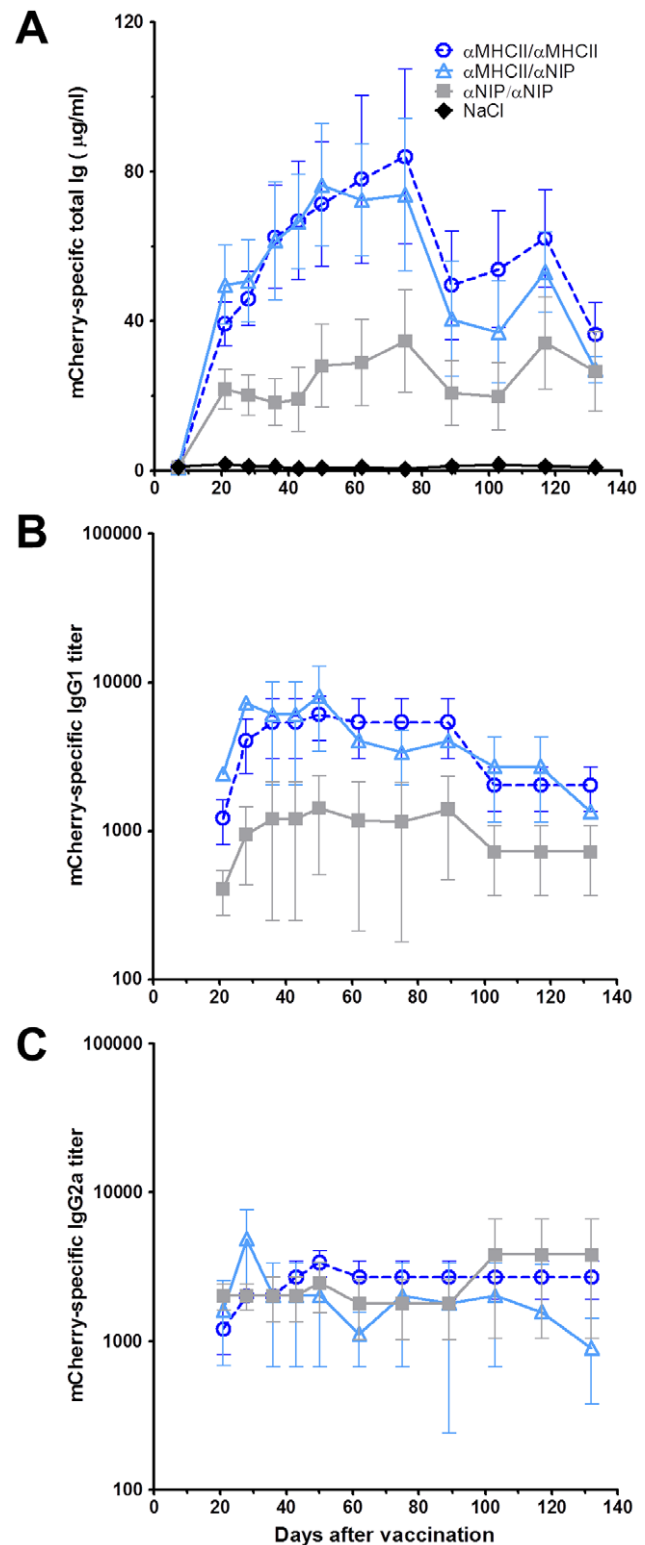 A
120
80
40
0
mCherry-specifc total Ig ( μg/ml)
αMHCII/αMHCII
αMHCII/αNIP
αNIP/αNIP
NaCl
0 20 40 60 80 100 120 140
B
100000
10000
1000
100
mCherry-specific IgG1 titer
0 20 40 60 80 100 120 140
C
100000
10000
1000
100
mCherry-specific IgG2a titer
0 20 40 60 80 100 120 140
Days after vaccination